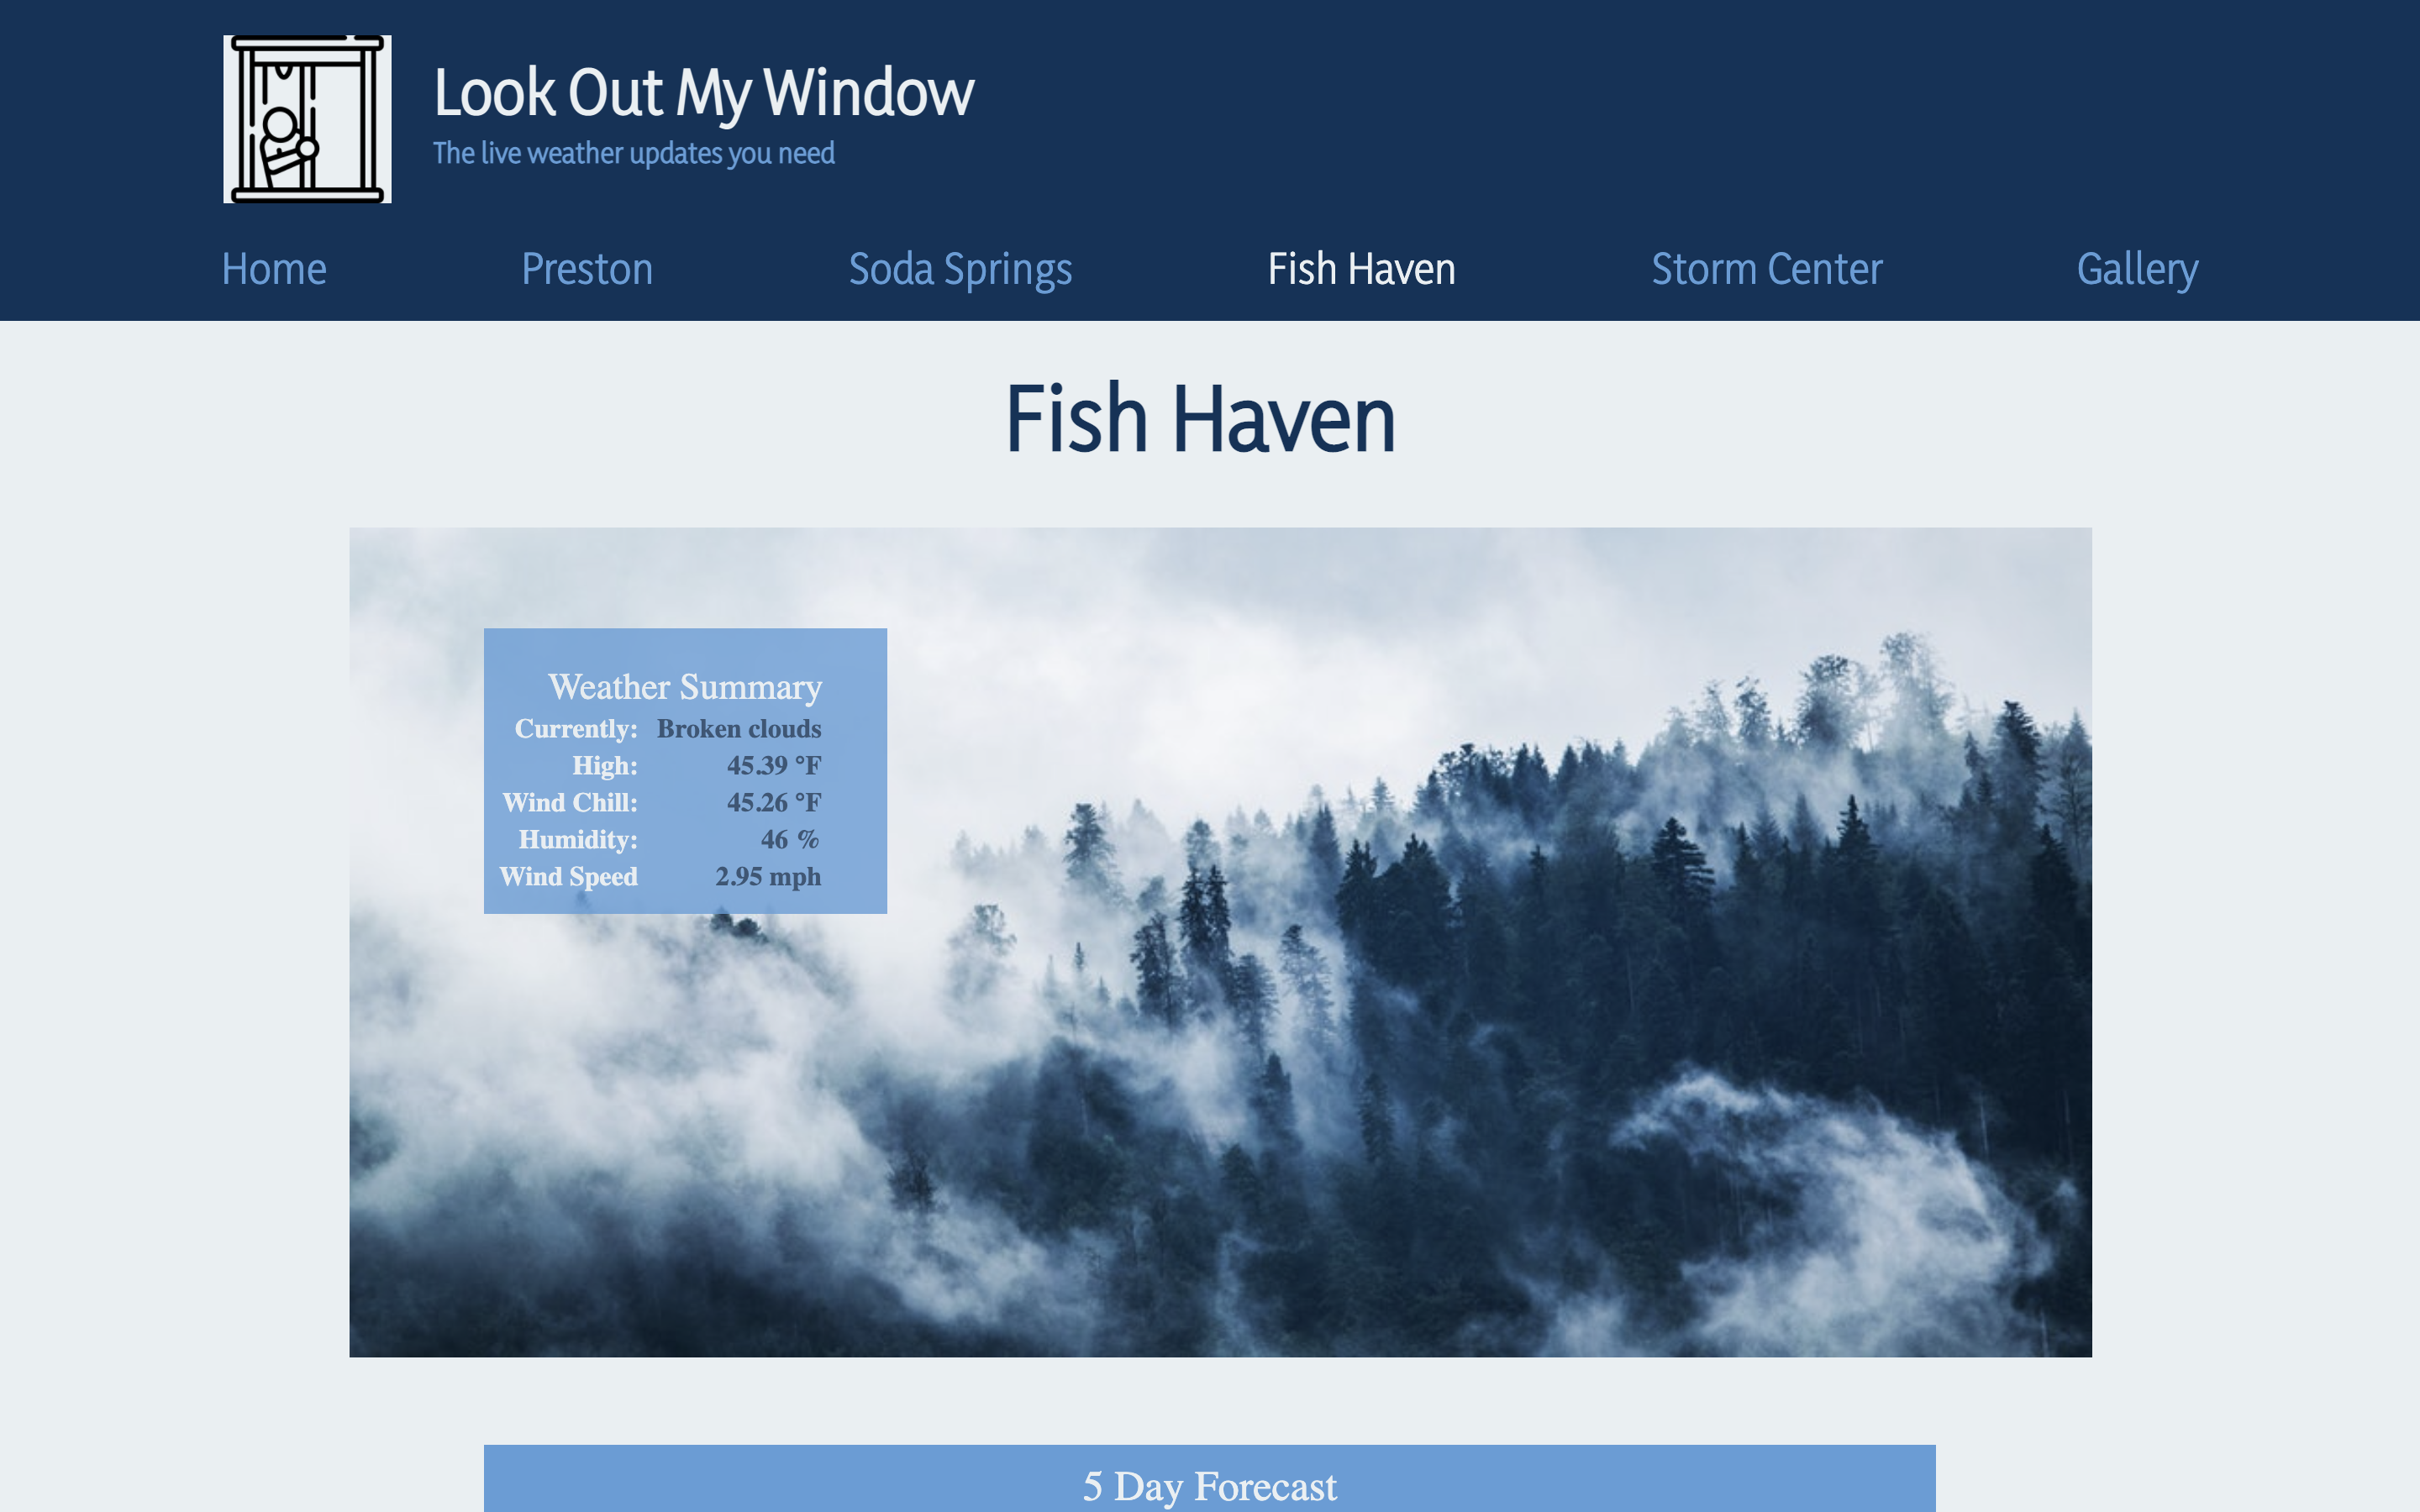 Look Out My Window
The live weather updates you need
Home Preston Soda Springs Fish Haven Storm Center Gallery
Fish Haven
Weather Summary
Currently: Broken clouds
High: 45.39 °F
Wind Chill: 45.26 °F
Humidity: 46 %
Wind Speed 2.95 mph
5 Day Forecast